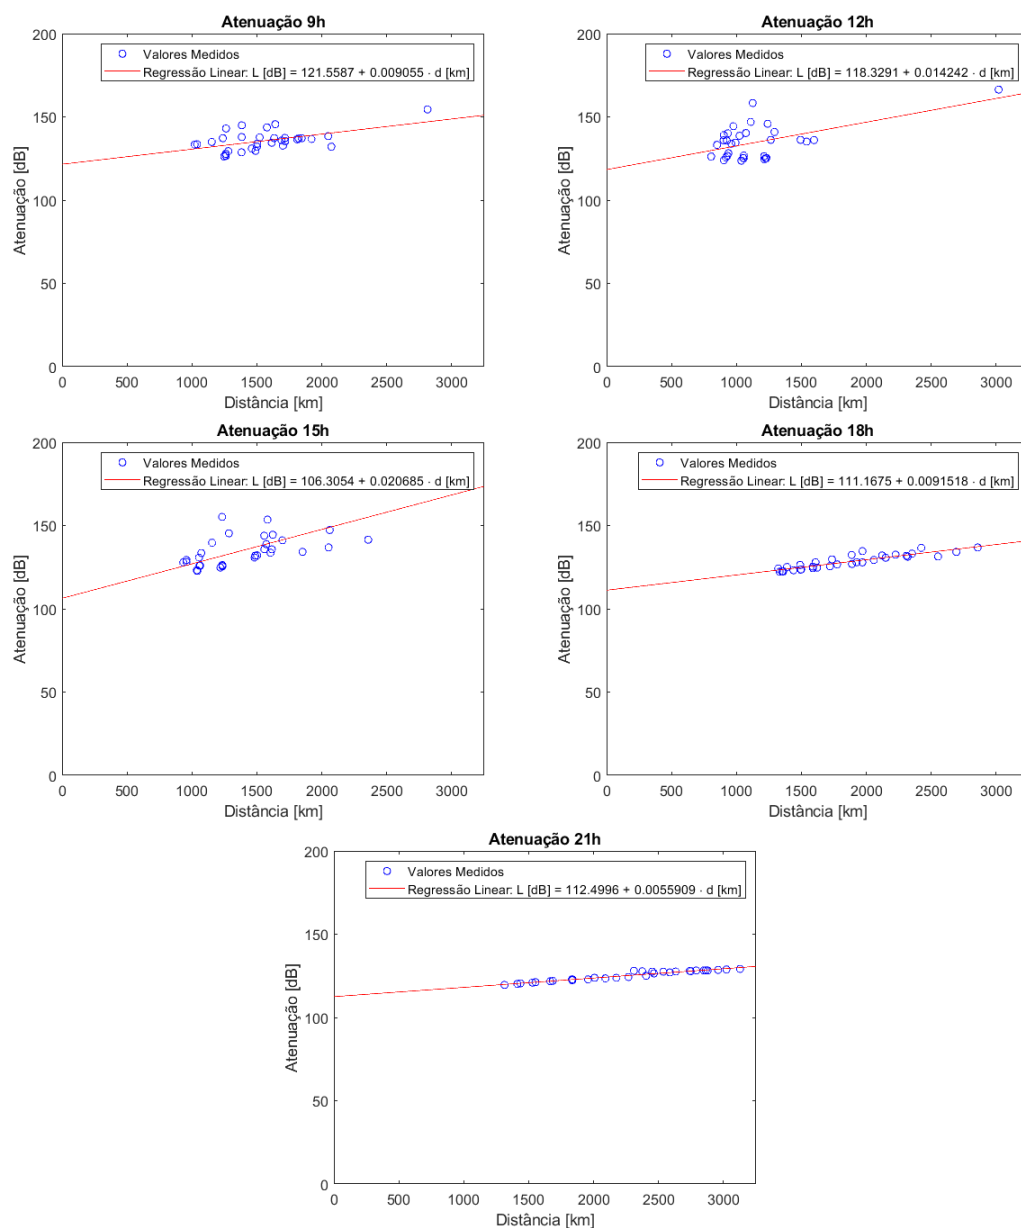 Atenuação 9h
200
150
100
50
0
Atenuação [dB]
Valores Medidos
Regressão Linear: L [dB] = 121.5587 + 0.009055 · d [km]
0 500 1000 1500 2000 2500 3000
Distância [km]
Atenuação 12h
200
150
100
50
0
Atenuação [dB]
Valores Medidos
Regressão Linear: L [dB] = 118.3291 + 0.014242 · d [km]
0 500 1000 1500 2000 2500 3000
Distância [km]
Atenuação 15h
200
150
100
50
0
Atenuação [dB]
Valores Medidos
Regressão Linear: L [dB] = 106.3054 + 0.020685 · d [km]
0 500 1000 1500 2000 2500 3000
Distância [km]
Atenuação 18h
200
150
100
50
0
Atenuação [dB]
Valores Medidos
Regressão Linear: L [dB] = 111.1675 + 0.0091518 · d [km]
0 500 1000 1500 2000 2500 3000
Distância [km]
Atenuação 21h
200
150
100
50
0
Atenuação [dB]
Valores Medidos
Regressão Linear: L [dB] = 112.4996 + 0.0055909 · d [km]
0 500 1000 1500 2000 2500 3000
Distância [km]